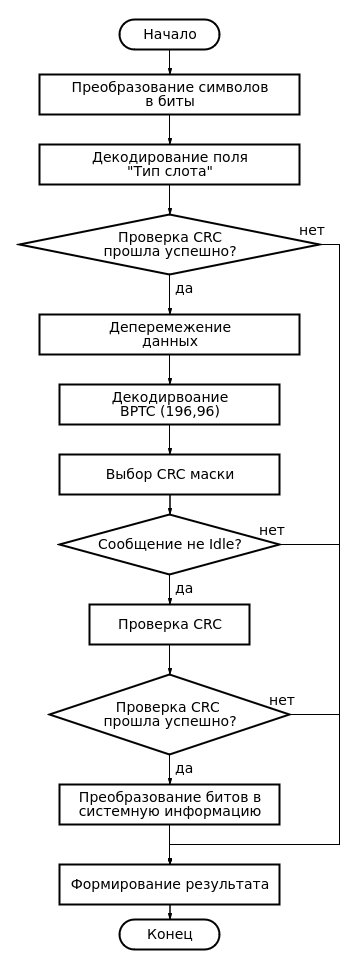 Начало
Преобразование символов
в биты
Декодирование поля
"Тип слота"
Проверка CRC
прошла успешно?
нет
да
Деперемежение
данных
Декодирвоание
BPTC (196,96)
Выбор CRC маски
Сообщение не Idle?
нет
да
Проверка CRC
Проверка CRC
прошла успешно?
нет
да
Преобразование битов в
системную информацию
Формирование результата
Конец